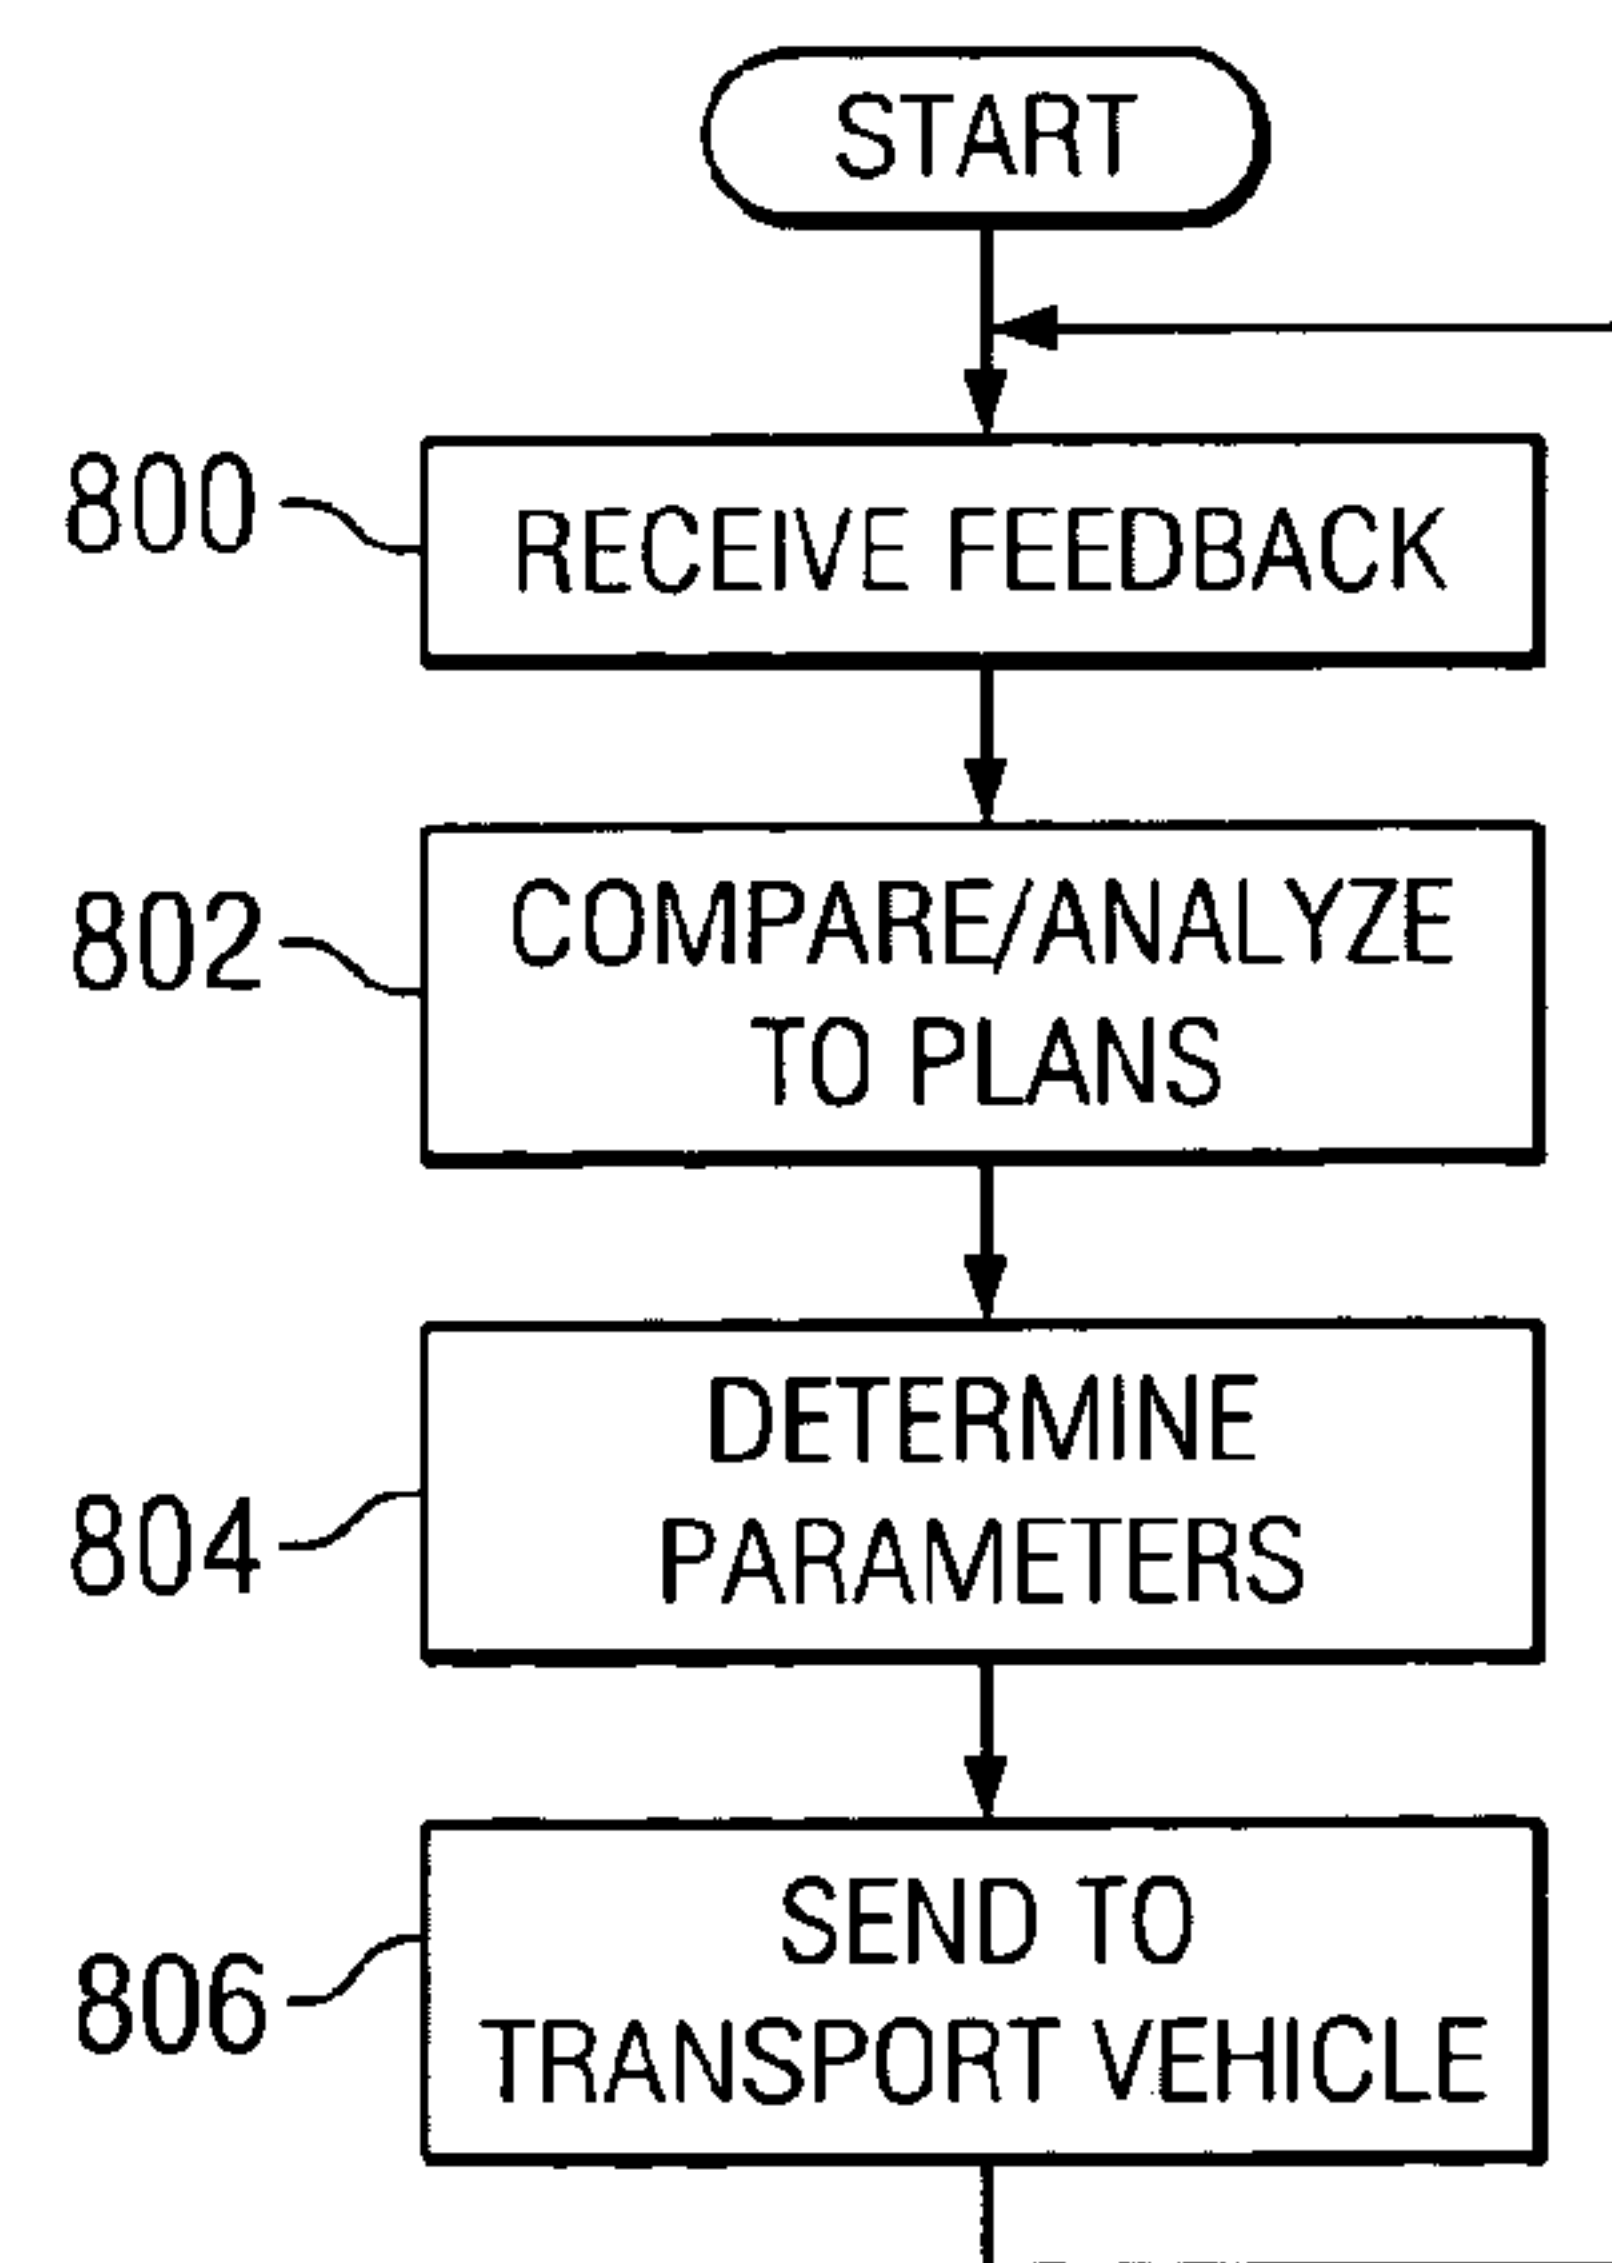 START
800
RECEIVE FEEDBACK
802
COMPARE/ANALYZE
TO PLANS
804
DETERMINE
PARAMETERS
806
SEND TO
TRANSPORT VEHICLE